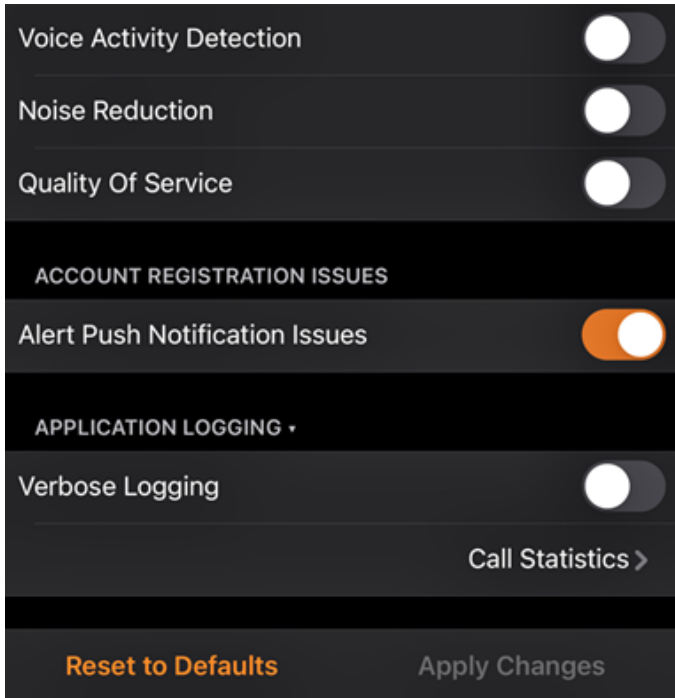 Voice Activity Detection
Noise Reduction
Quality Of Service
ACCOUNT REGISTRATION ISSUES
Alert Push Notification Issues
APPLICATION LOGGING ▾
Verbose Logging
Call Statistics >
Reset to Defaults Apply Changes